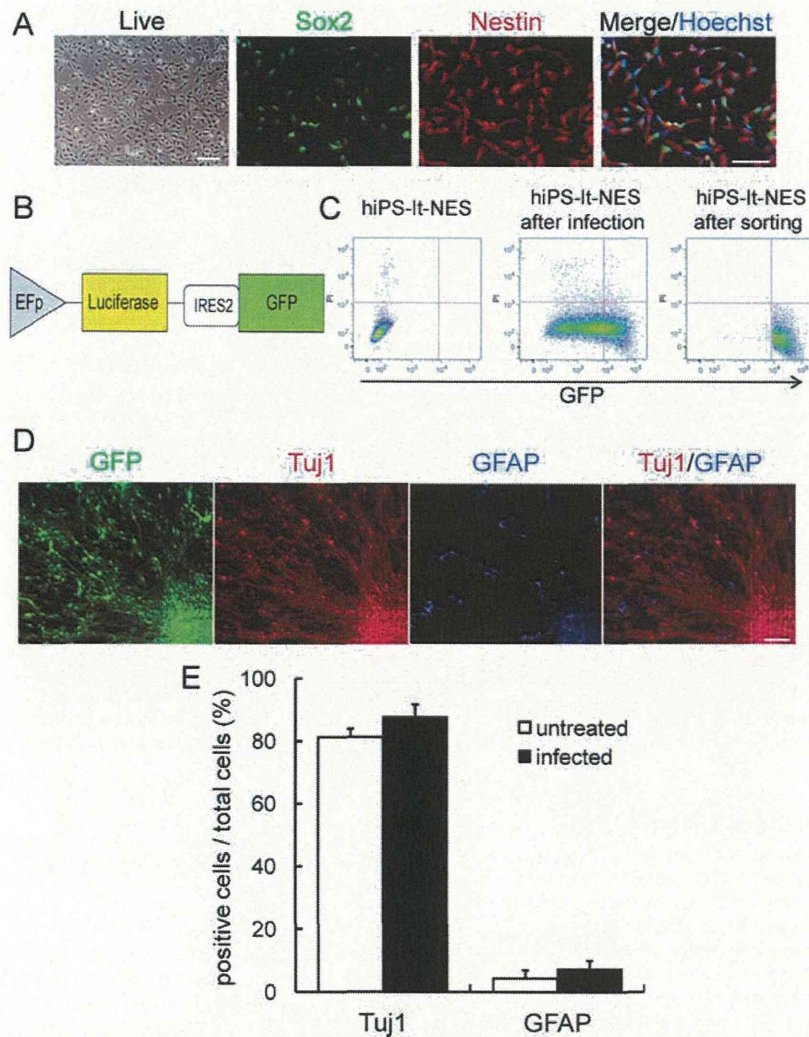 A
Live
Sox2
Nestin
Merge/Hoechst
B
EFp
Luciferase
IRES2
GFP
C
hiPS-lt-NES
hiPS-lt-NES
after infection
hiPS-lt-NES
after sorting
PI
PI
GFP
D
GFP
Tuj1
GFAP
Tuj1/GFAP
E
positive cells / total cells (%)
100
80
60
40
20
0
untreated
infected
Tuj1
GFAP